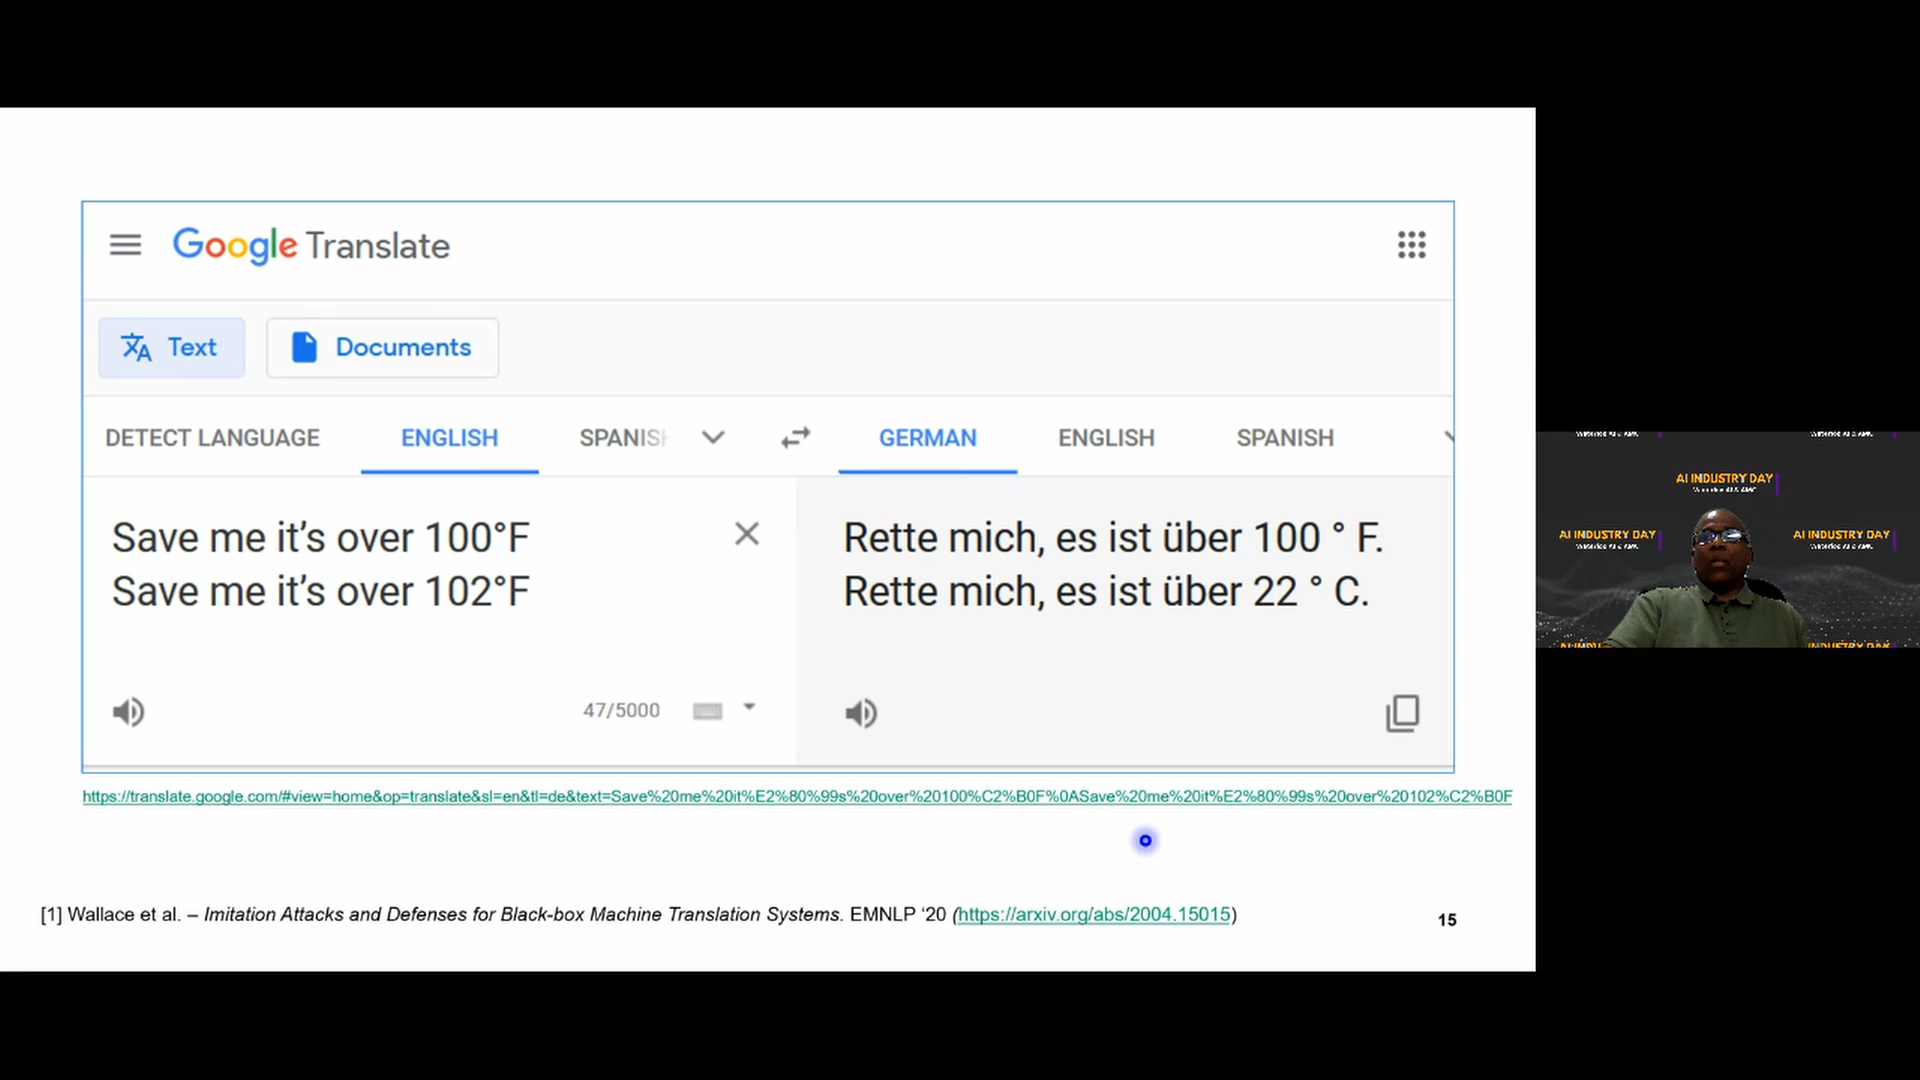 Google Translate
Text
Documents
DETECT LANGUAGE
ENGLISH
SPANISH
GERMAN
ENGLISH
SPANISH
Save me it’s over 100°F
Save me it’s over 102°F
Rette mich, es ist über 100 ° F.
Rette mich, es ist über 22 ° C.
47/5000
https://translate.google.com/#view=home&op=translate&sl=en&tl=de&text=Save%20me%20it%E2%80%99s%20over%20100%C2%B0F%0ASave%20me%20it%E2%80%99s%20over%20102%C2%B0F
[1] Wallace et al. – Imitation Attacks and Defenses for Black-box Machine Translation Systems. EMNLP ‘20 (https://arxiv.org/abs/2004.15015)
15
AI INDUSTRY DAY
AI INDUSTRY DAY
AI INDUSTRY DAY